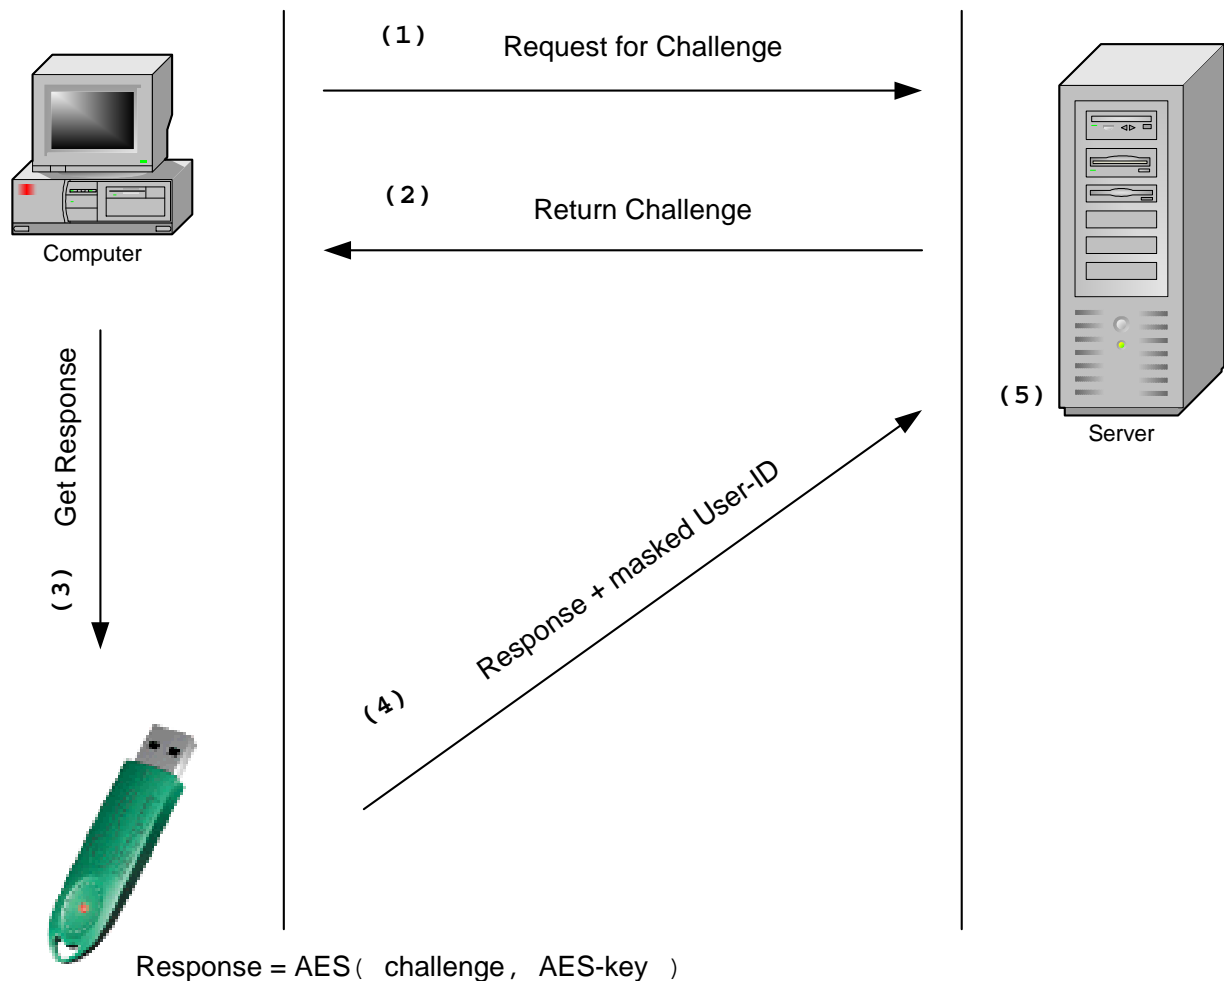 (1) Request for Challenge
(2) Return Challenge
Computer
(3) Get Response
(5)
Server
(4) Response + masked User-ID
Response = AES( challenge, AES-key )